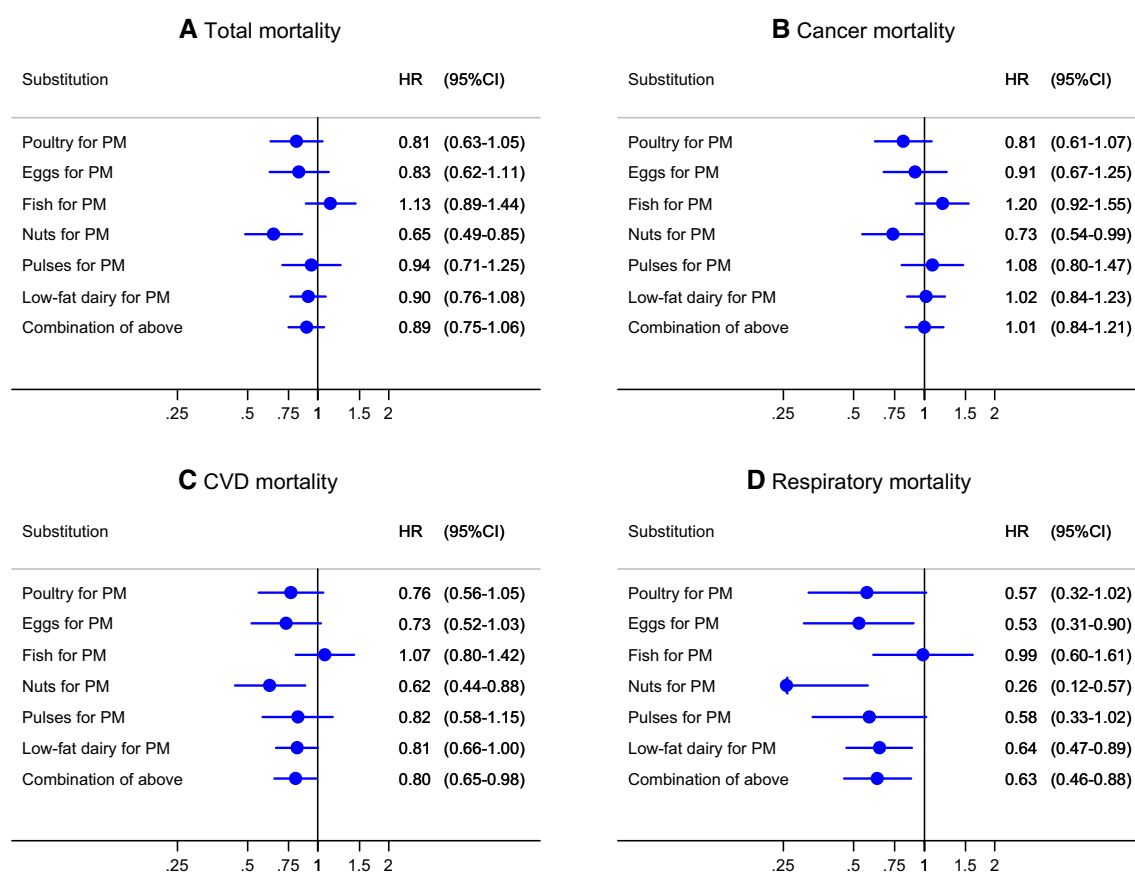 A Total mortality
Substitution HR (95%CI)
Poultry for PM 0.81 (0.63-1.05)
Eggs for PM 0.83 (0.62-1.11)
Fish for PM 1.13 (0.89-1.44)
Nuts for PM 0.65 (0.49-0.85)
Pulses for PM 0.94 (0.71-1.25)
Low-fat dairy for PM 0.90 (0.76-1.08)
Combination of above 0.89 (0.75-1.06)
.25 .5 .75 1 1.5 2
B Cancer mortality
Substitution HR (95%CI)
Poultry for PM 0.81 (0.61-1.07)
Eggs for PM 0.91 (0.67-1.25)
Fish for PM 1.20 (0.92-1.55)
Nuts for PM 0.73 (0.54-0.99)
Pulses for PM 1.08 (0.80-1.47)
Low-fat dairy for PM 1.02 (0.84-1.23)
Combination of above 1.01 (0.84-1.21)
.25 .5 .75 1 1.5 2
C CVD mortality
Substitution HR (95%CI)
Poultry for PM 0.76 (0.56-1.05)
Eggs for PM 0.73 (0.52-1.03)
Fish for PM 1.07 (0.80-1.42)
Nuts for PM 0.62 (0.44-0.88)
Pulses for PM 0.82 (0.58-1.15)
Low-fat dairy for PM 0.81 (0.66-1.00)
Combination of above 0.80 (0.65-0.98)
.25 .5 .75 1 1.5 2
D Respiratory mortality
Substitution HR (95%CI)
Poultry for PM 0.57 (0.32-1.02)
Eggs for PM 0.53 (0.31-0.90)
Fish for PM 0.99 (0.60-1.61)
Nuts for PM 0.26 (0.12-0.57)
Pulses for PM 0.58 (0.33-1.02)
Low-fat dairy for PM 0.64 (0.47-0.89)
Combination of above 0.63 (0.46-0.88)
.25 .5 .75 1 1.5 2